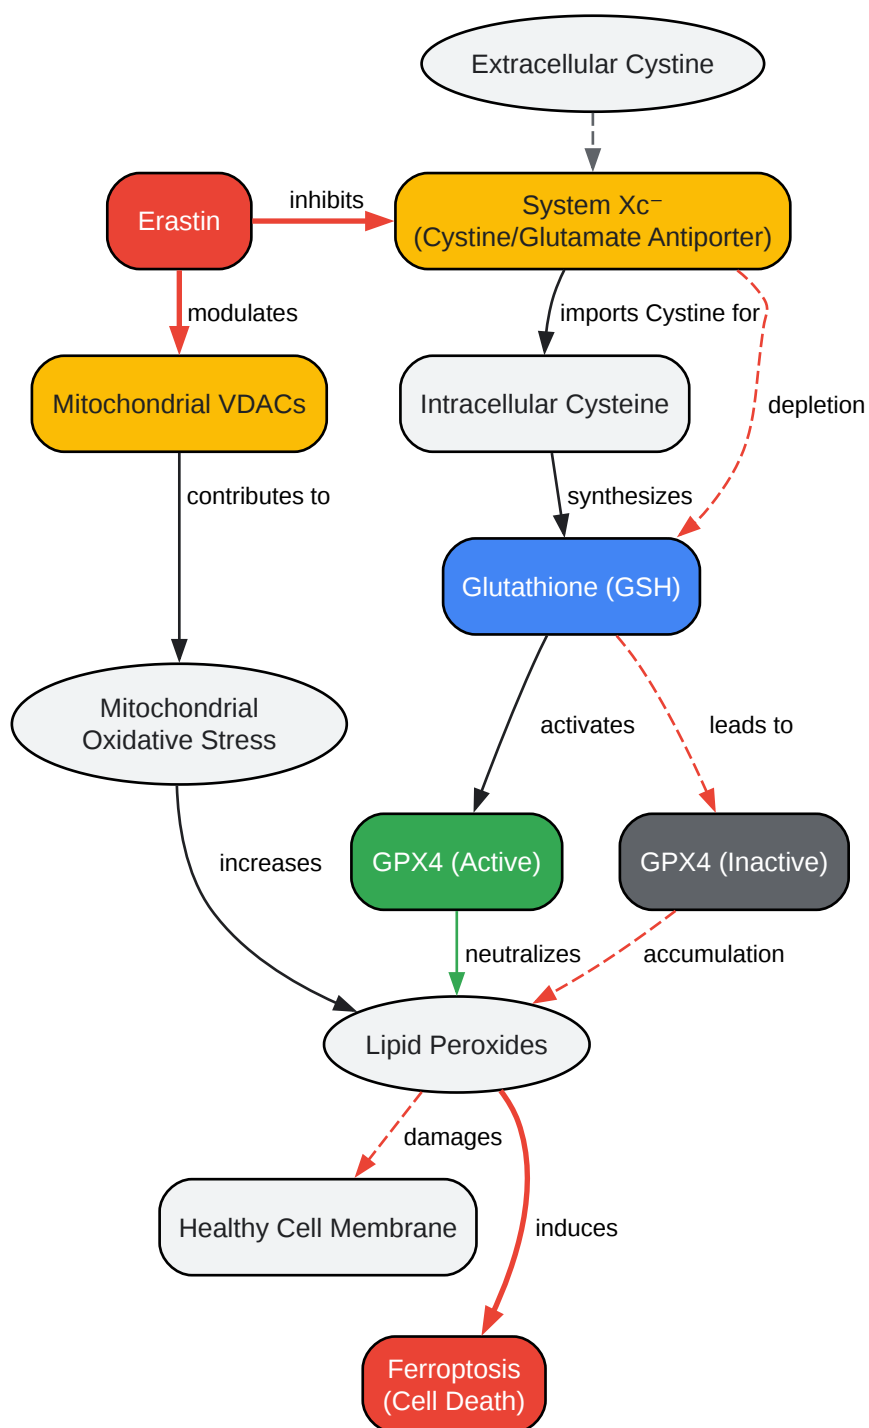 Extracellular Cystine
Erastin
inhibits
System Xc⁻
(Cystine/Glutamate Antiporter)
modulates
imports Cystine for
Mitochondrial VDACs
Intracellular Cysteine
depletion
contributes to
synthesizes
Glutathione (GSH)
Mitochondrial
Oxidative Stress
activates
leads to
increases
GPX4 (Active)
GPX4 (Inactive)
neutralizes
accumulation
Lipid Peroxides
damages
Healthy Cell Membrane
induces
Ferroptosis
(Cell Death)